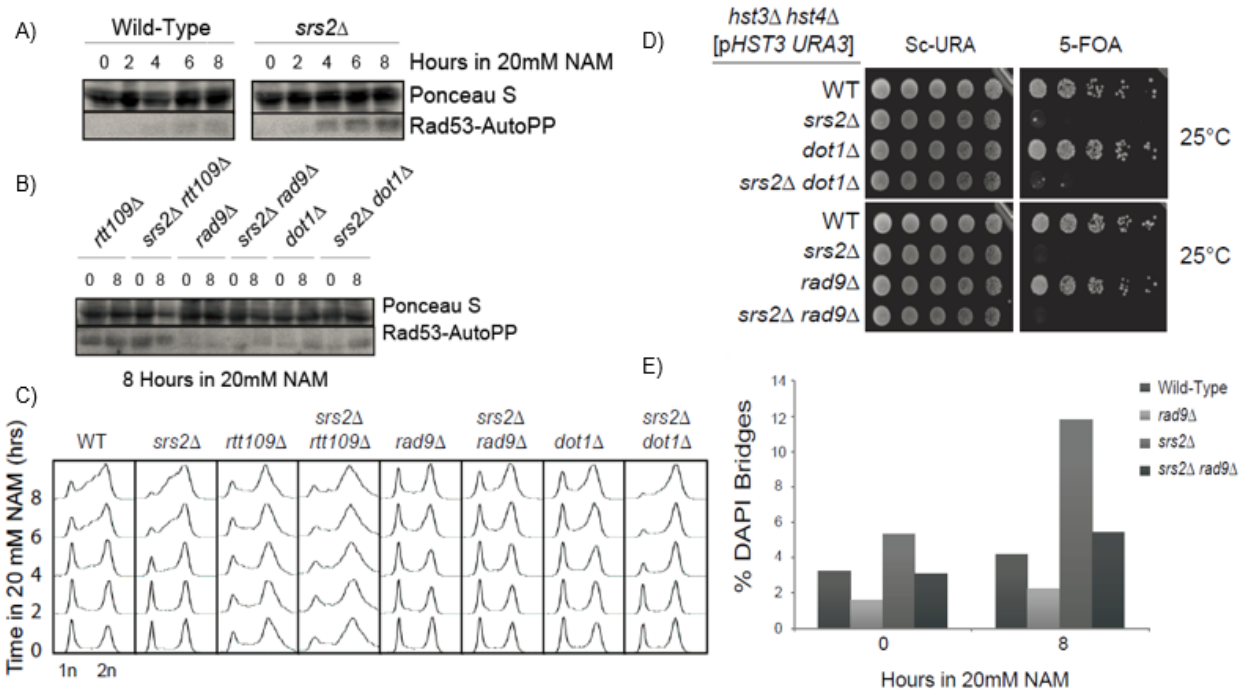 A)
Wild-Type srs2Δ
0 2 4 6 8 0 2 4 6 8 Hours in 20mM NAM
Ponceau S
Rad53-AutoPP
B)
rtt109Δ srs2Δ rtt109Δ rad9Δ srs2Δ rad9Δ dot1Δ srs2Δ dot1Δ
0 8 0 8 0 8 0 8 0 8 0 8
Ponceau S
Rad53-AutoPP
8 Hours in 20mM NAM
C)
WT srs2Δ rtt109Δ srs2Δ rtt109Δ rad9Δ srs2Δ rad9Δ dot1Δ srs2Δ dot1Δ
Time in 20 mM NAM (hrs)
8
6
4
2
0
1n 2n
D)
hst3Δ hst4Δ
[pHST3 URA3] Sc-URA 5-FOA
WT
srs2Δ
dot1Δ
srs2Δ dot1Δ
25°C
WT
srs2Δ
rad9Δ
srs2Δ rad9Δ
25°C
E)
% DAPI Bridges
14
12
10
8
6
4
2
0
0 8
Hours in 20mM NAM
Wild-Type
rad9Δ
srs2Δ
srs2Δ rad9Δ